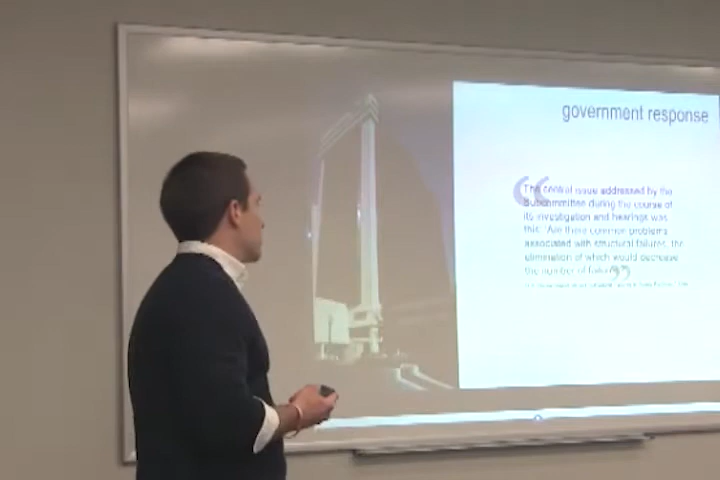 government response
“The central issue addressed by the
Subcommittee during the course of
its investigation and hearings was
this: Are there common problems
associated with structural failures, the
elimination of which would decrease
the number of failures”